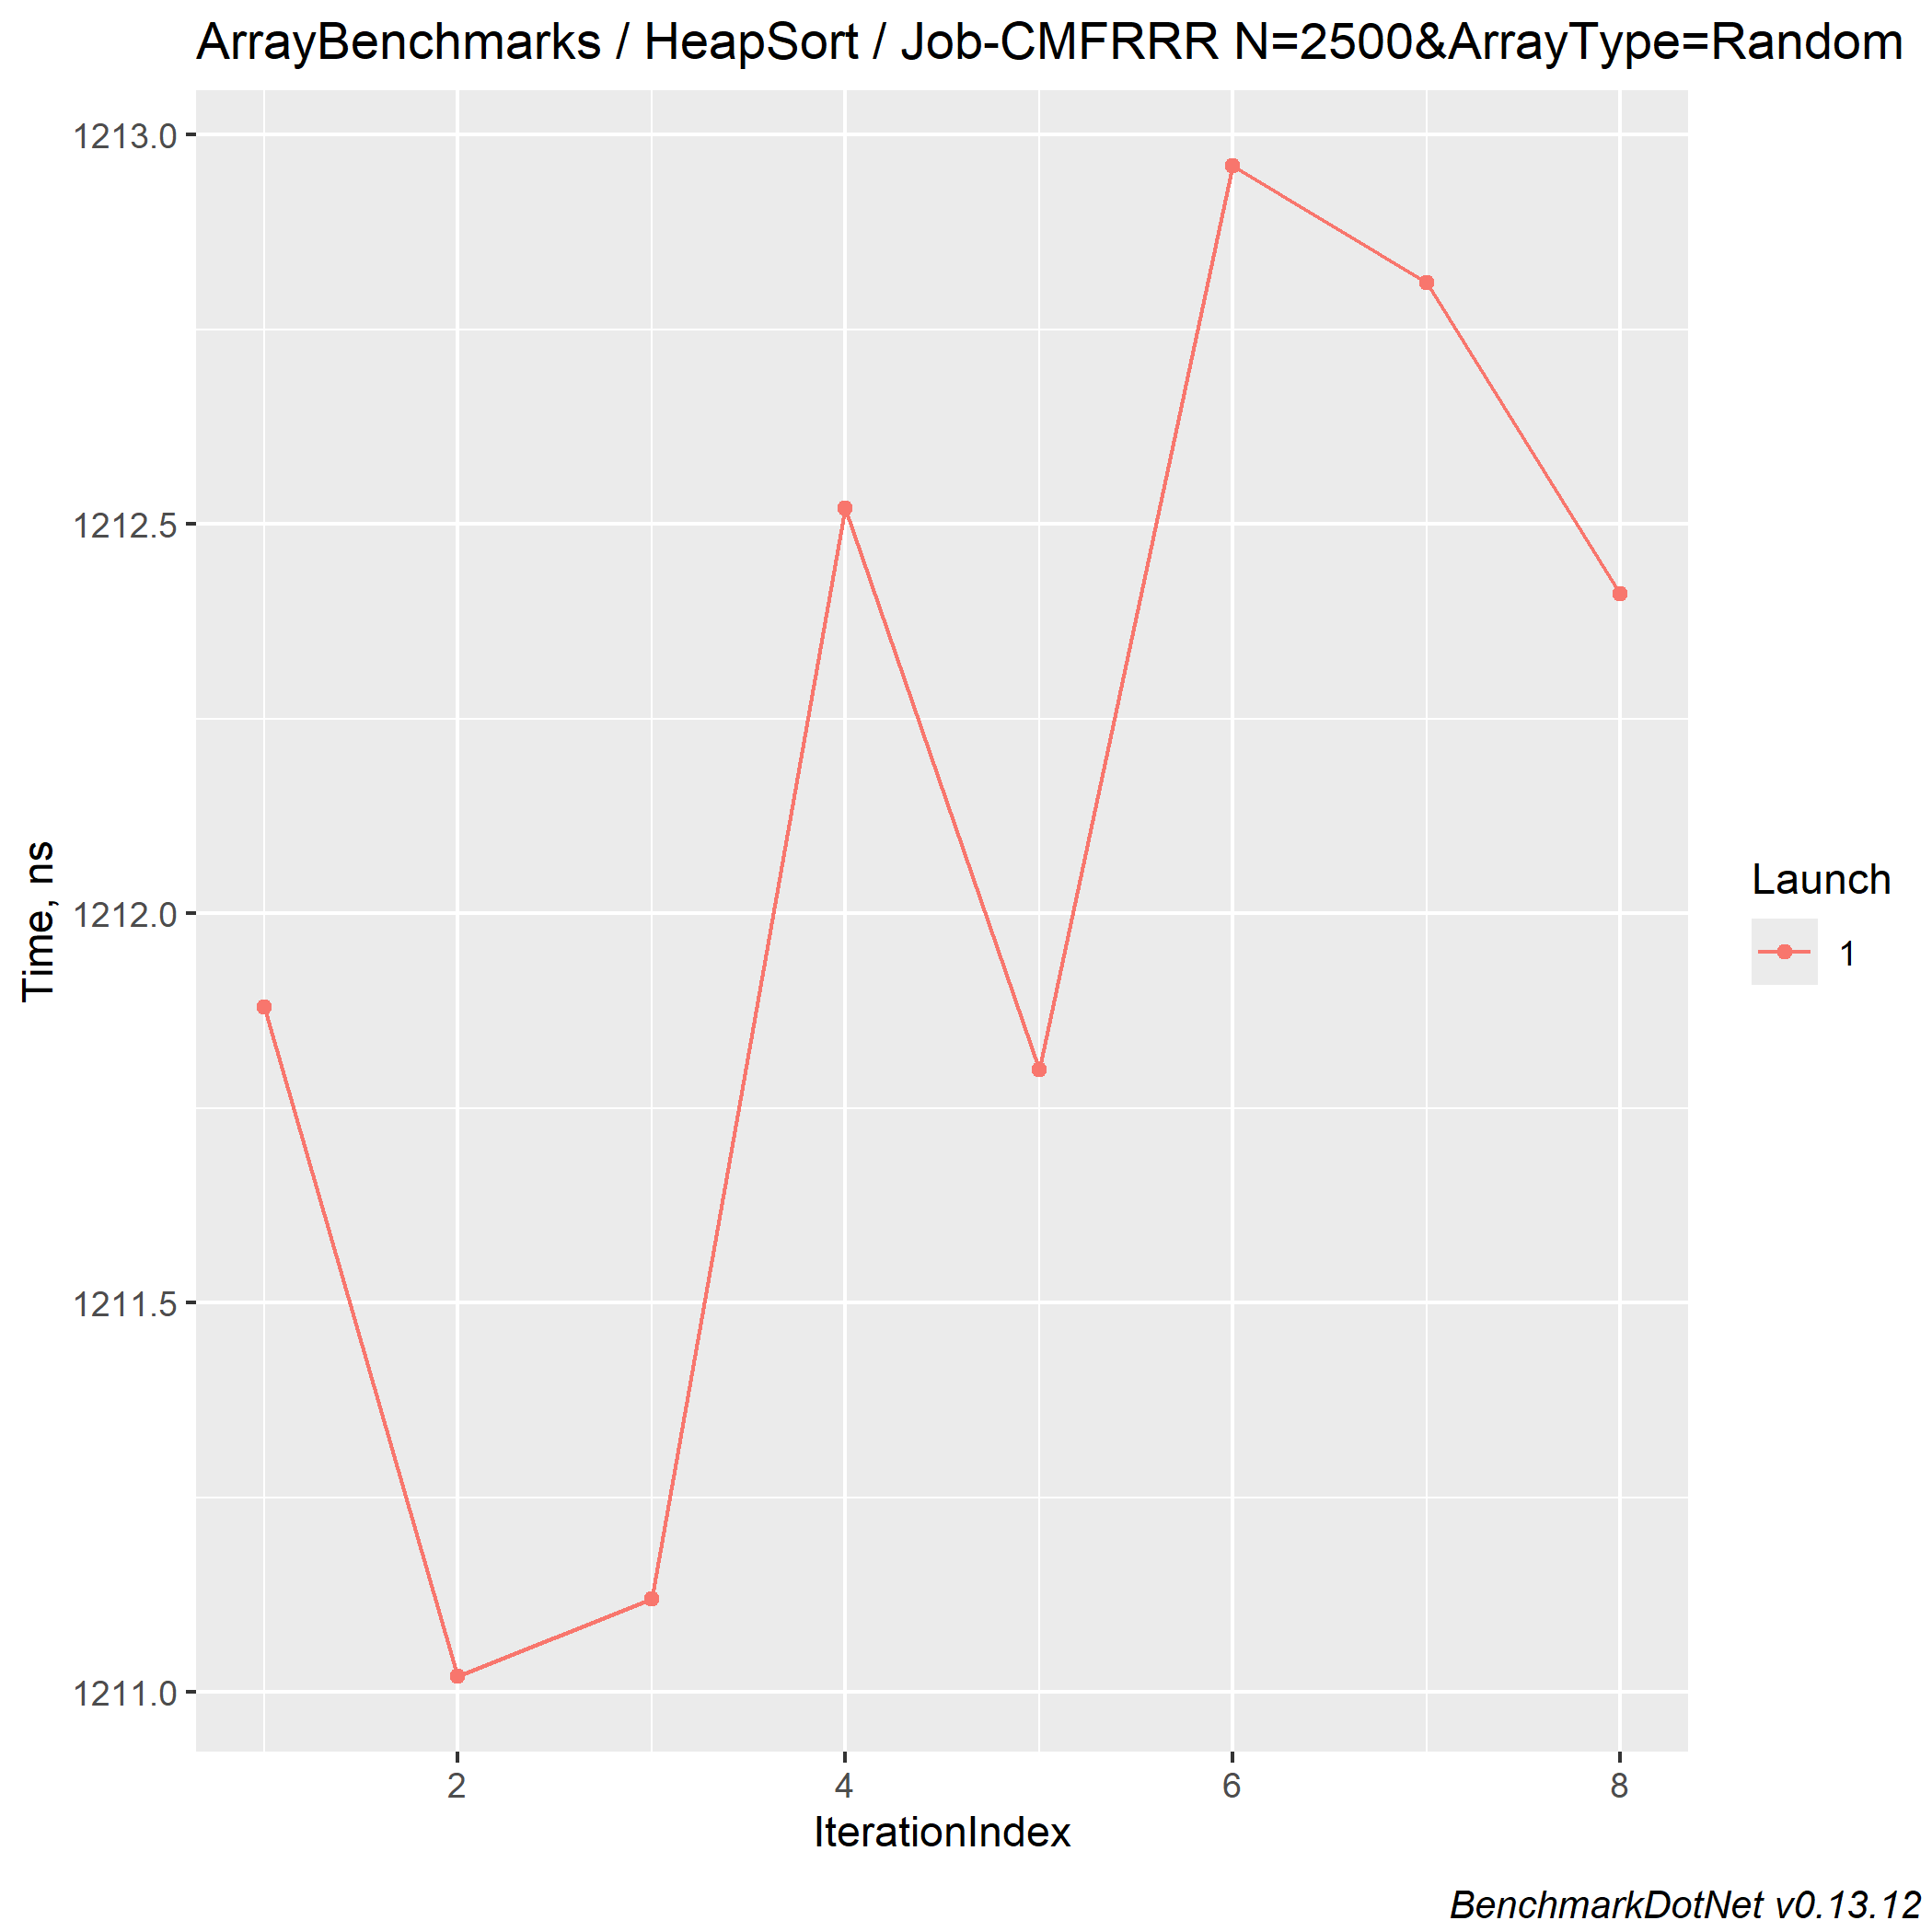 ArrayBenchmarks / HeapSort / Job-CMFRRR N=2500&ArrayType=Random
1213.0
1212.5
1212.0
1211.5
1211.0
Time, ns
2 4 6 8
IterationIndex
Launch
1
BenchmarkDotNet v0.13.12